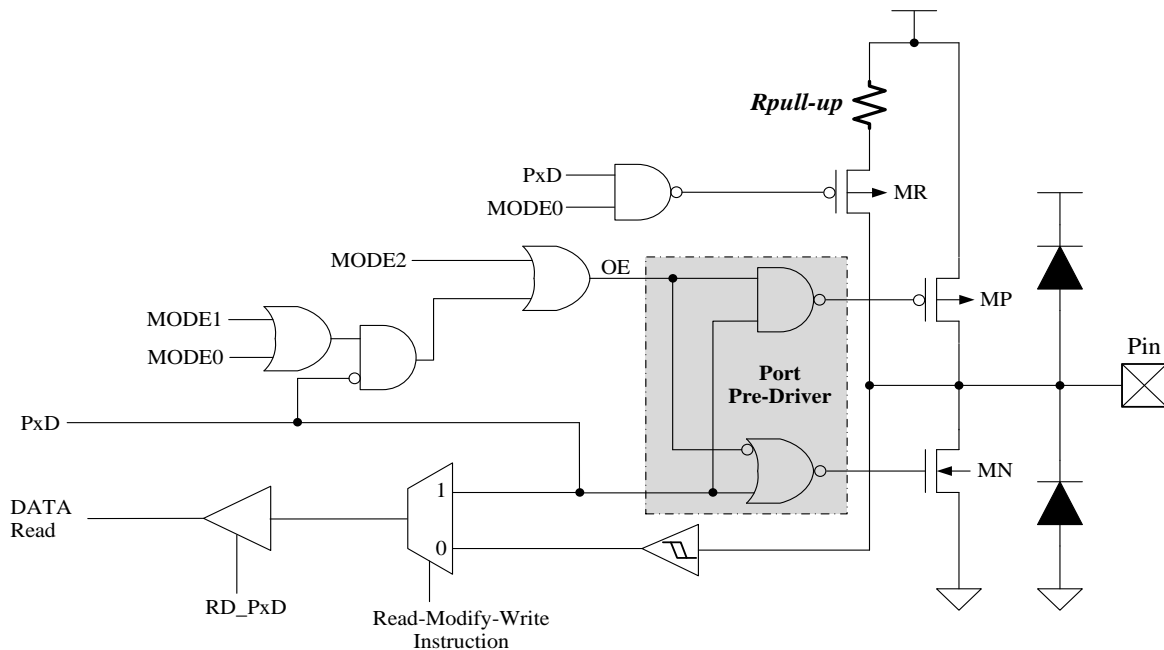 Rpull-up
PxD
MODE0
MR
MODE2
OE
MODE1
MODE0
MP
Pin
Port
Pre-Driver
PxD
MN
1
DATA
Read
0
RD_PxD
Read-Modify-Write
Instruction